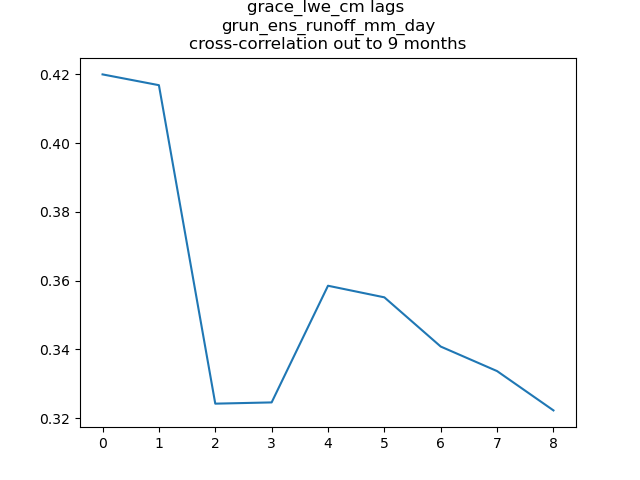 grace_lwe_cm lags
grun_ens_runoff_mm_day
cross-correlation out to 9 months
0.42
0.40
0.38
0.36
0.34
0.32
0 1 2 3 4 5 6 7 8